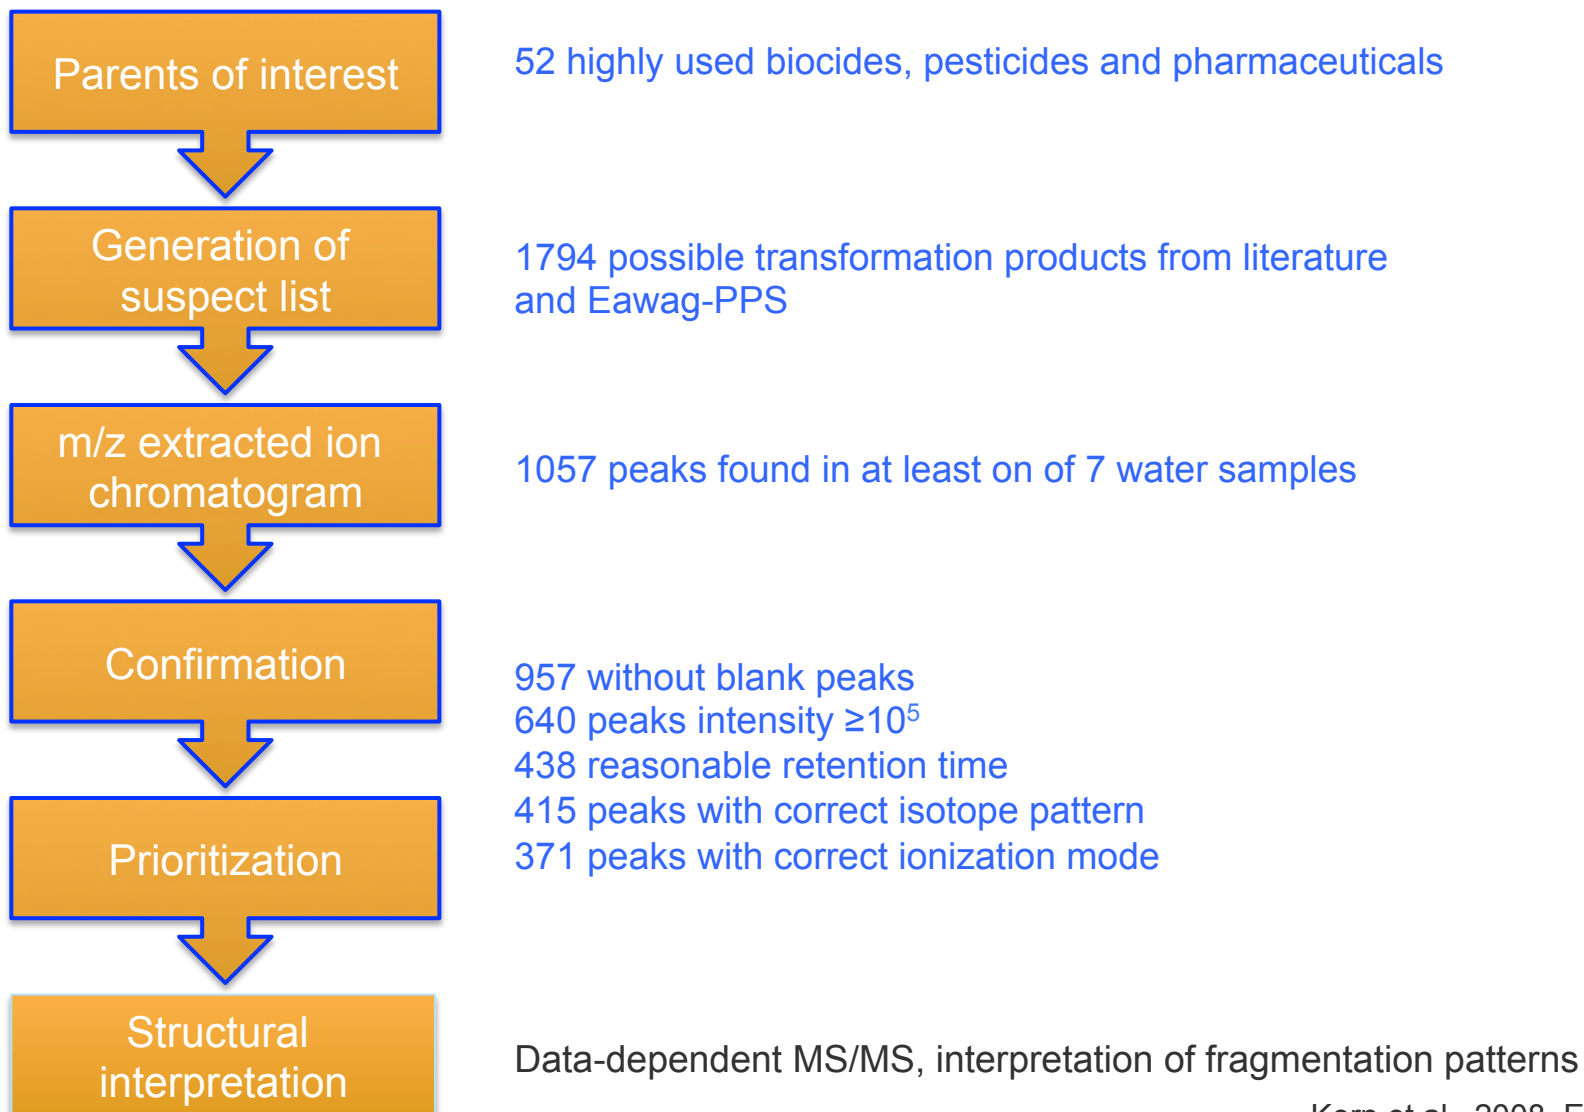 Parents of interest
52 highly used biocides, pesticides and pharmaceuticals
Generation of
suspect list
1794 possible transformation products from literature
and Eawag-PPS
m/z extracted ion
chromatogram
1057 peaks found in at least on of 7 water samples
Confirmation
957 without blank peaks
640 peaks intensity ≥10⁵
438 reasonable retention time
415 peaks with correct isotope pattern
371 peaks with correct ionization mode
Prioritization
Structural
interpretation
Data-dependent MS/MS, interpretation of fragmentation patterns